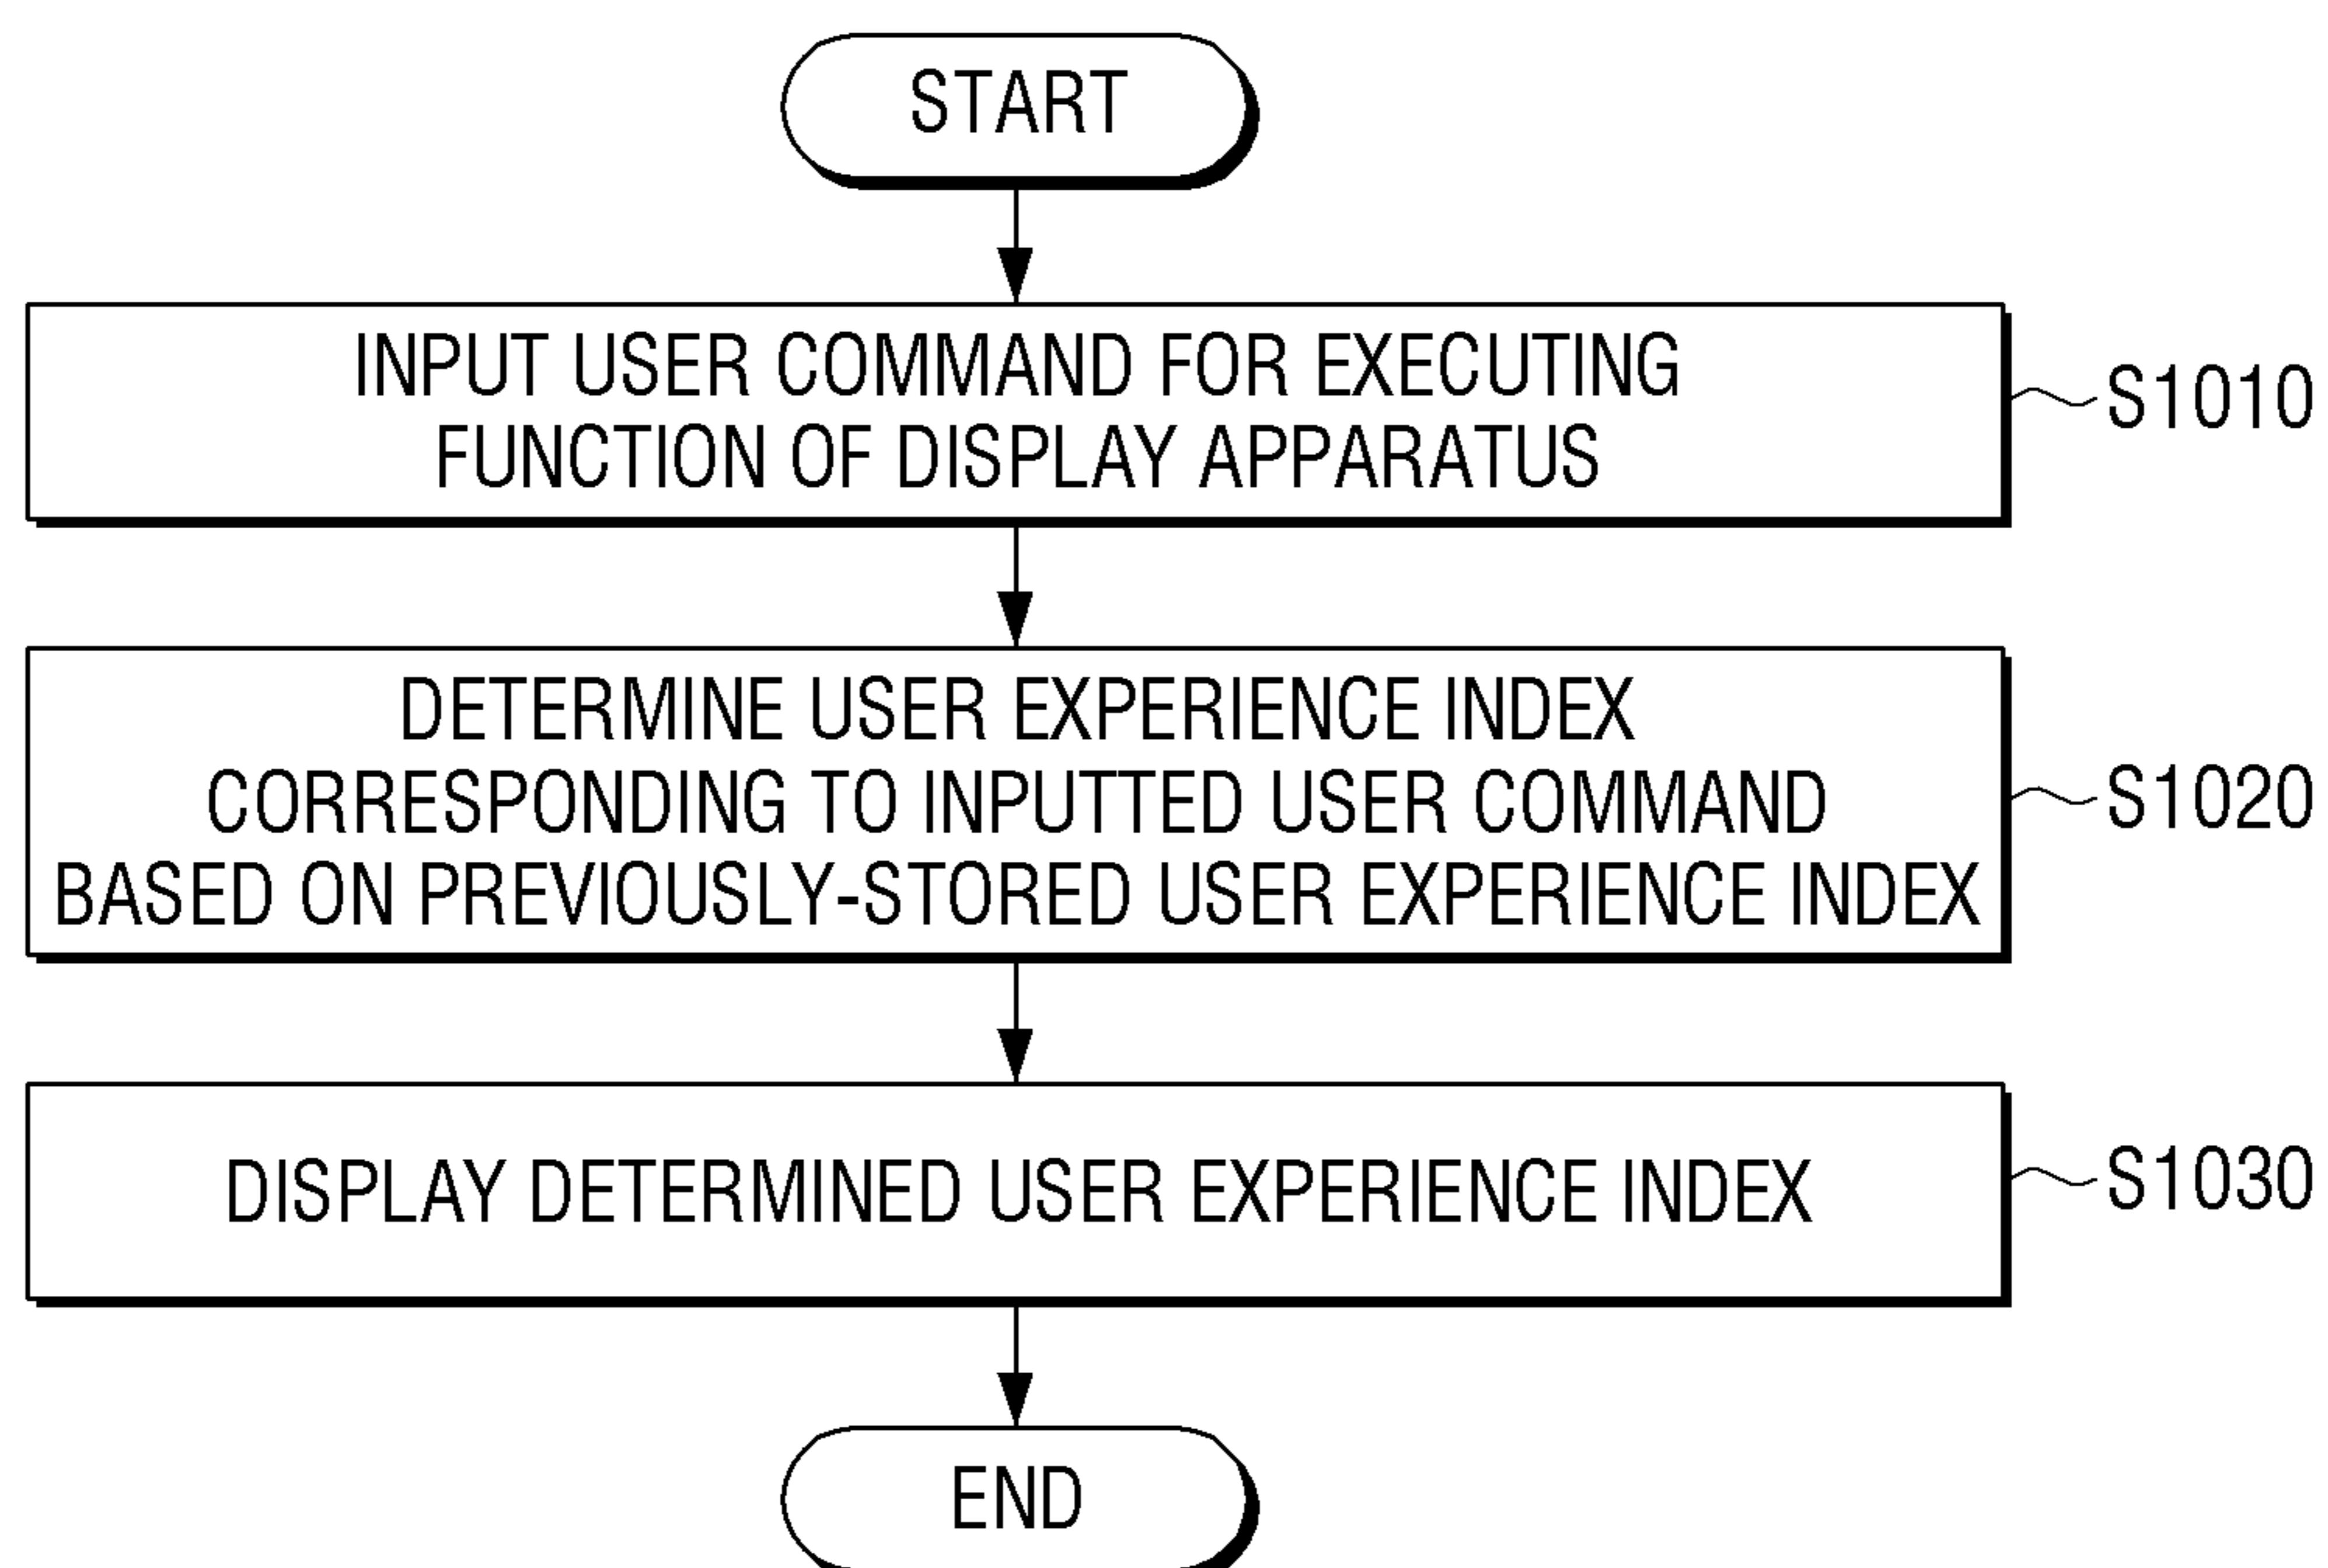 START
INPUT USER COMMAND FOR EXECUTING
FUNCTION OF DISPLAY APPARATUS
S1010
DETERMINE USER EXPERIENCE INDEX
CORRESPONDING TO INPUTTED USER COMMAND
BASED ON PREVIOUSLY-STORED USER EXPERIENCE INDEX
S1020
DISPLAY DETERMINED USER EXPERIENCE INDEX
S1030
END